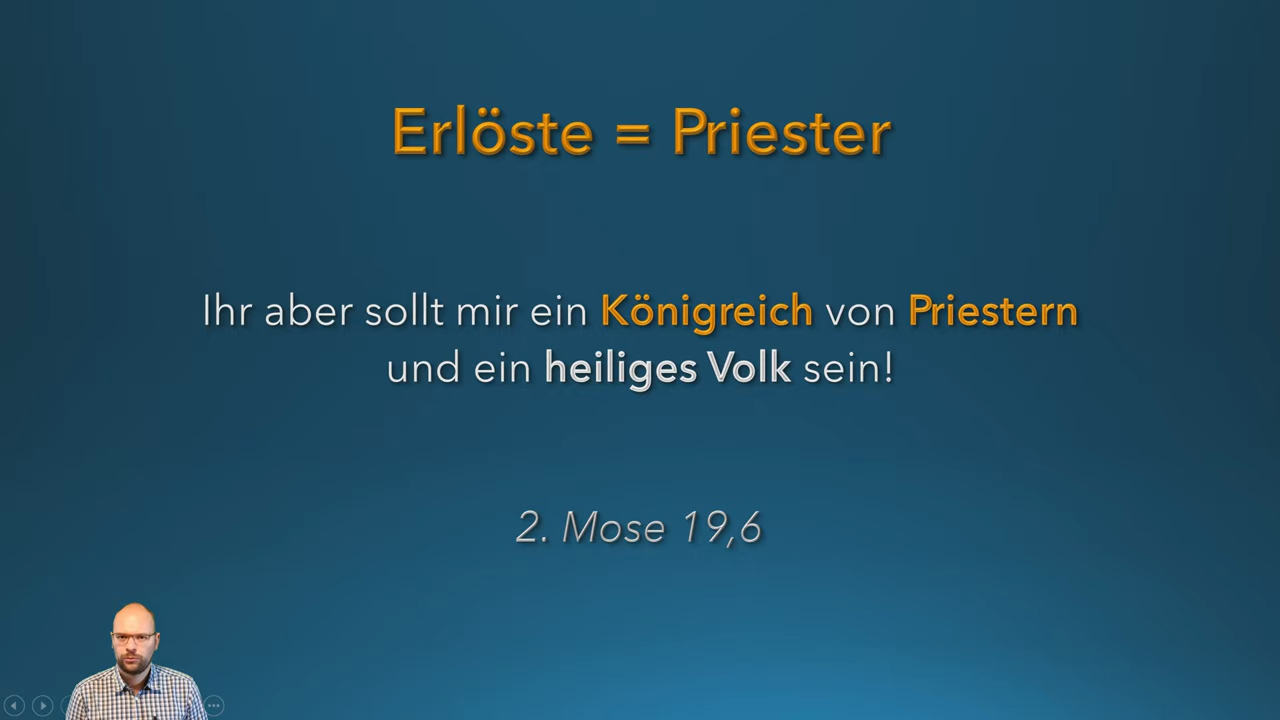 Erlöste = Priester
Ihr aber sollt mir ein Königreich von Priestern
und ein heiliges Volk sein!
2. Mose 19,6